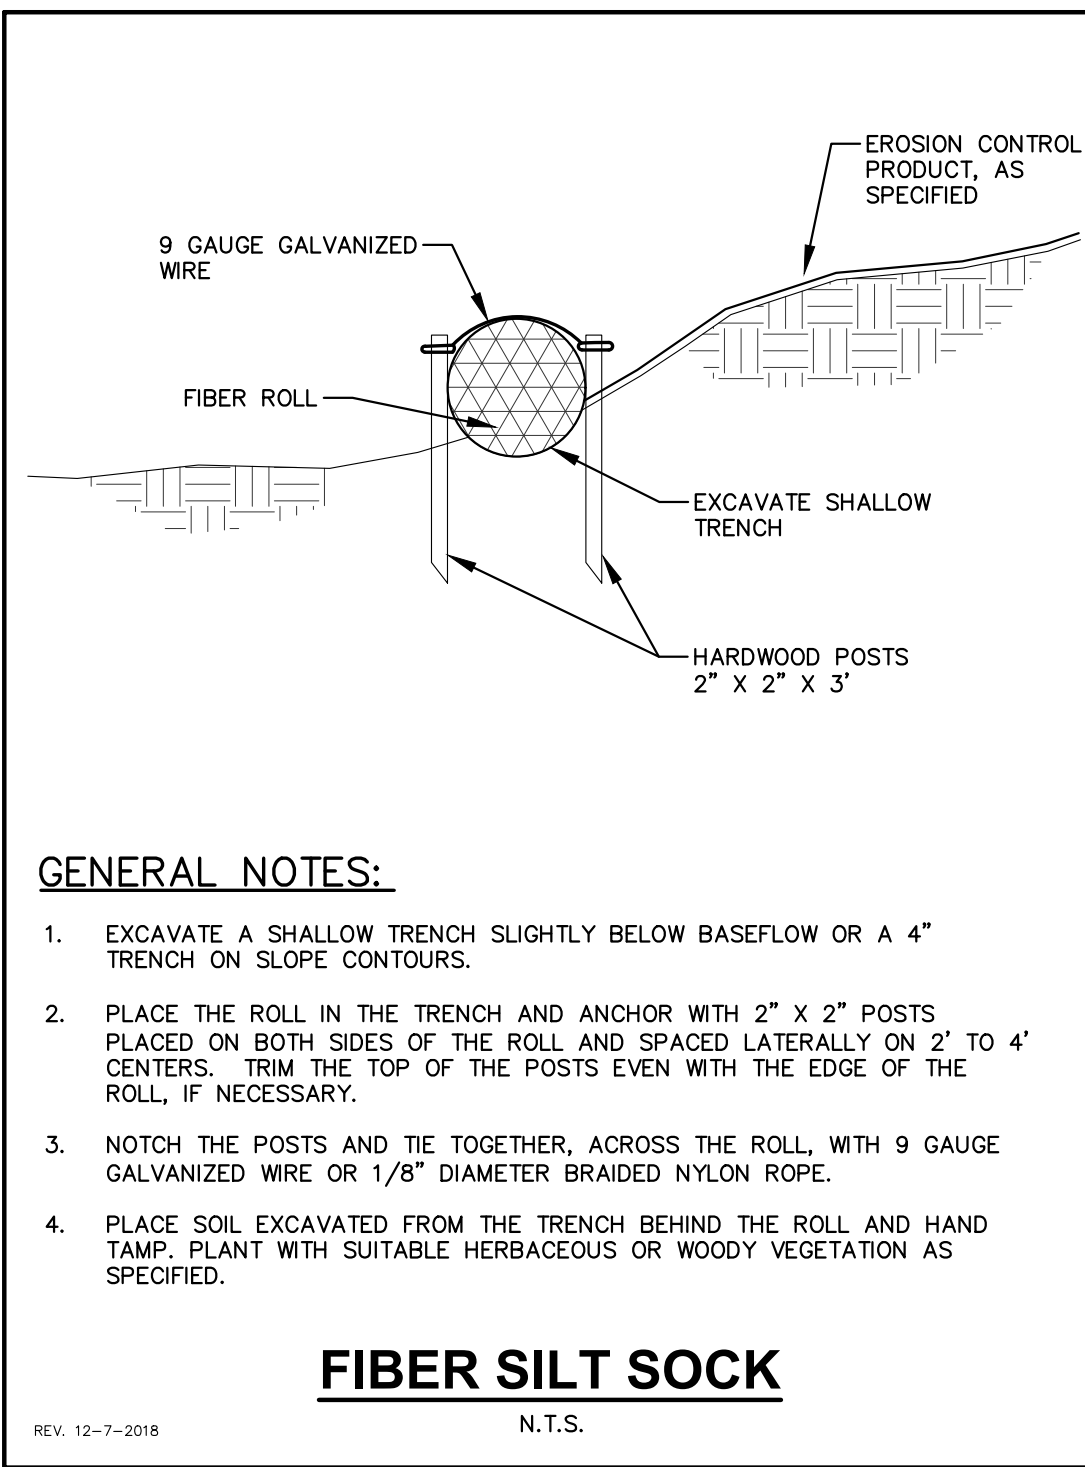 EROSION CONTROL
PRODUCT, AS
SPECIFIED
9 GAUGE GALVANIZED
WIRE
FIBER ROLL
EXCAVATE SHALLOW
TRENCH
HARDWOOD POSTS
2" X 2" X 3'
GENERAL NOTES:
1. EXCAVATE A SHALLOW TRENCH SLIGHTLY BELOW BASEFLOW OR A 4"
TRENCH ON SLOPE CONTOURS.
2. PLACE THE ROLL IN THE TRENCH AND ANCHOR WITH 2" X 2" POSTS
PLACED ON BOTH SIDES OF THE ROLL AND SPACED LATERALLY ON 2' TO 4'
CENTERS. TRIM THE TOP OF THE POSTS EVEN WITH THE EDGE OF THE
ROLL, IF NECESSARY.
3. NOTCH THE POSTS AND TIE TOGETHER, ACROSS THE ROLL, WITH 9 GAUGE
GALVANIZED WIRE OR 1/8" DIAMETER BRAIDED NYLON ROPE.
4. PLACE SOIL EXCAVATED FROM THE TRENCH BEHIND THE ROLL AND HAND
TAMP. PLANT WITH SUITABLE HERBACEOUS OR WOODY VEGETATION AS
SPECIFIED.
FIBER SILT SOCK
N.T.S.
REV. 12-7-2018